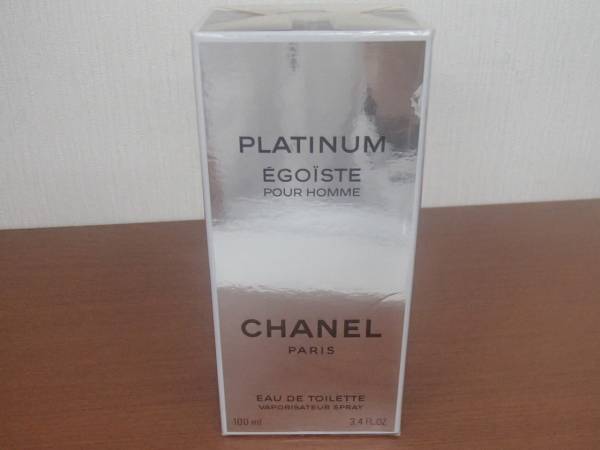 PLATINUM
ÉGOÏSTE
POUR HOMME
CHANEL
PARIS
EAU DE TOILETTE
VAPORISATEUR SPRAY
100 ml 3.4 FL.OZ